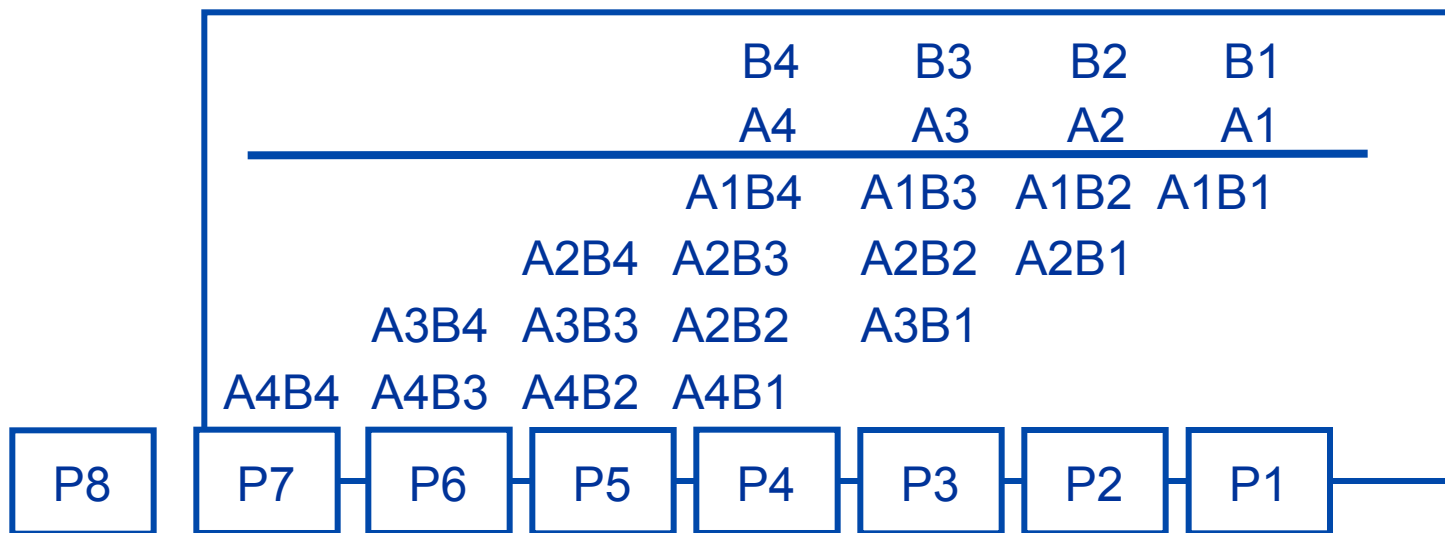 B4 B3 B2 B1
A4 A3 A2 A1
A1B4 A1B3 A1B2 A1B1
A2B4 A2B3 A2B2 A2B1
A3B4 A3B3 A2B2 A3B1
A4B4 A4B3 A4B2 A4B1
P8 P7 P6 P5 P4 P3 P2 P1